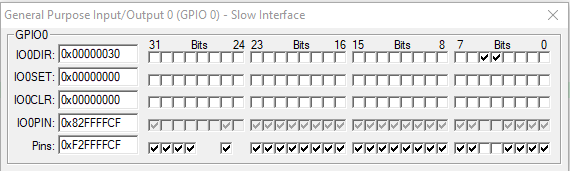 General Purpose Input/Output 0 (GPIO 0) - Slow Interface
GPIO0
31 Bits 24 23 Bits 16 15 Bits 8 7 Bits 0
IO0DIR: 0x00000030
IO0SET: 0x00000000
IO0CLR: 0x00000000
IO0PIN: 0x82FFFFCF
Pins: 0xF2FFFFCF